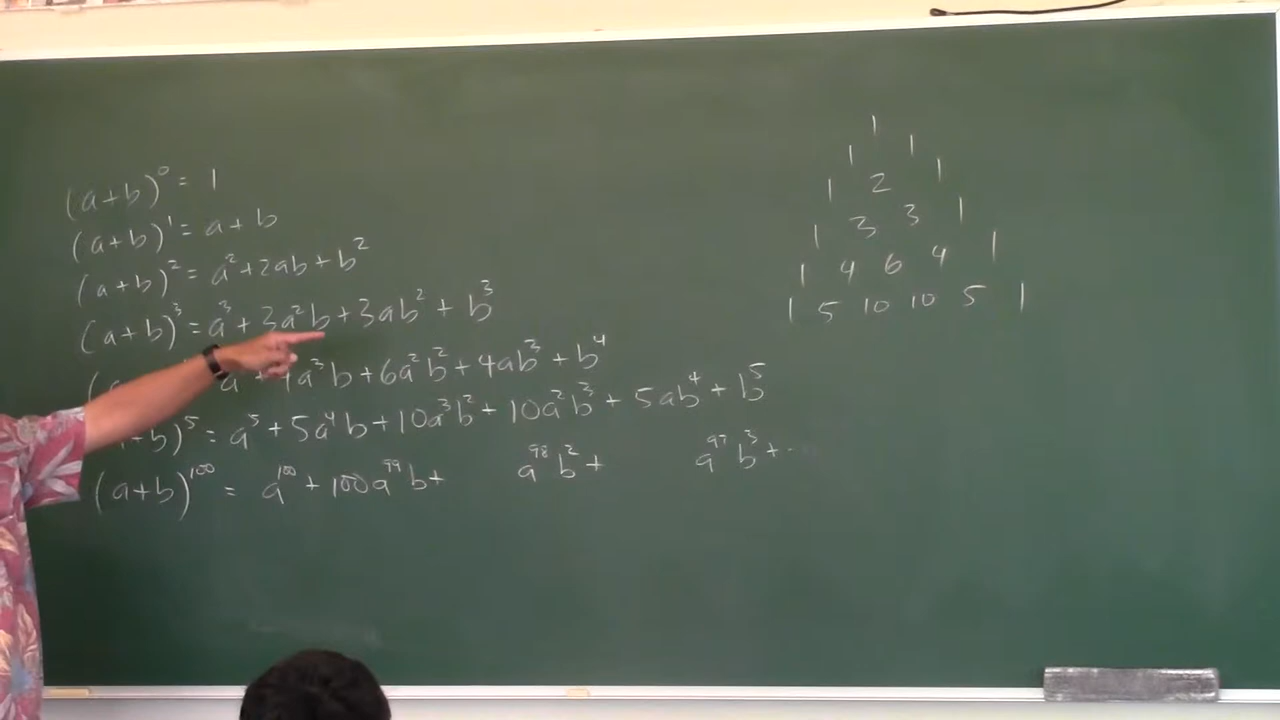 (a+b)⁰ = 1
(a+b)¹ = a + b
(a+b)² = a² + 2ab + b²
(a+b)³ = a³ + 3a²b + 3ab² + b³
a + 4a³b + 6a²b² + 4ab³ + b⁴
+b)⁵ = a⁵ + 5a⁴b + 10a³b² + 10a²b³ + 5ab⁴ + b⁵
(a+b)¹⁰⁰ = a¹⁰⁰ + 100a⁹⁹b + a⁹⁸b² + a⁹⁷b³ + ...
1
1 1
1 2 1
1 3 3 1
1 4 6 4 1
1 5 10 10 5 1